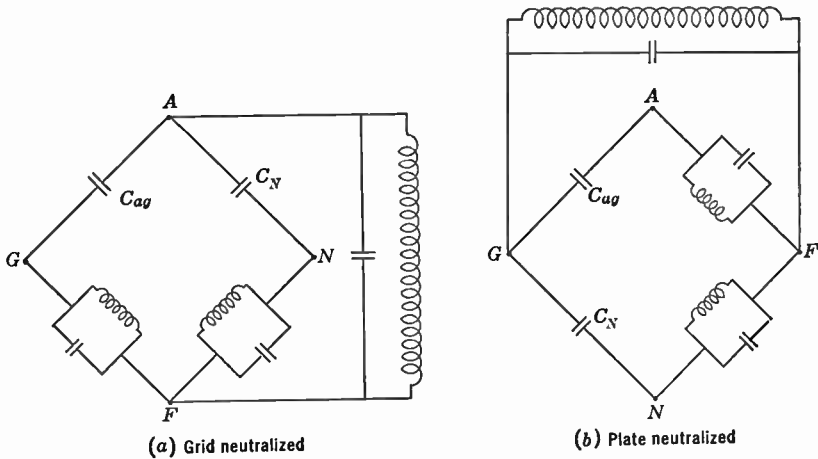 A
C_N
C_ag
G
N
F
(a) Grid neutralized
A
C_ag
G
F
C_N
N
(b) Plate neutralized